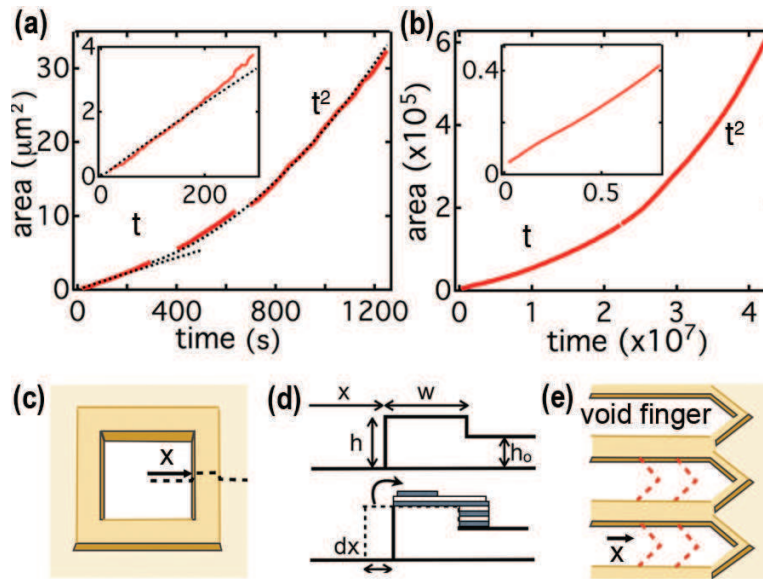 (a)
30
20
10
0
area (μm²)
4
2
0
0
200
t
t²
0
400
800
1200
time (s)
(b)
6
4
2
0
area (x10⁵)
0.4
0
0.5
t
t²
0
1
2
3
4
time (x10⁷)
(c)
x
(d)
x
w
h
hₒ
dx
(e)
void finger
x